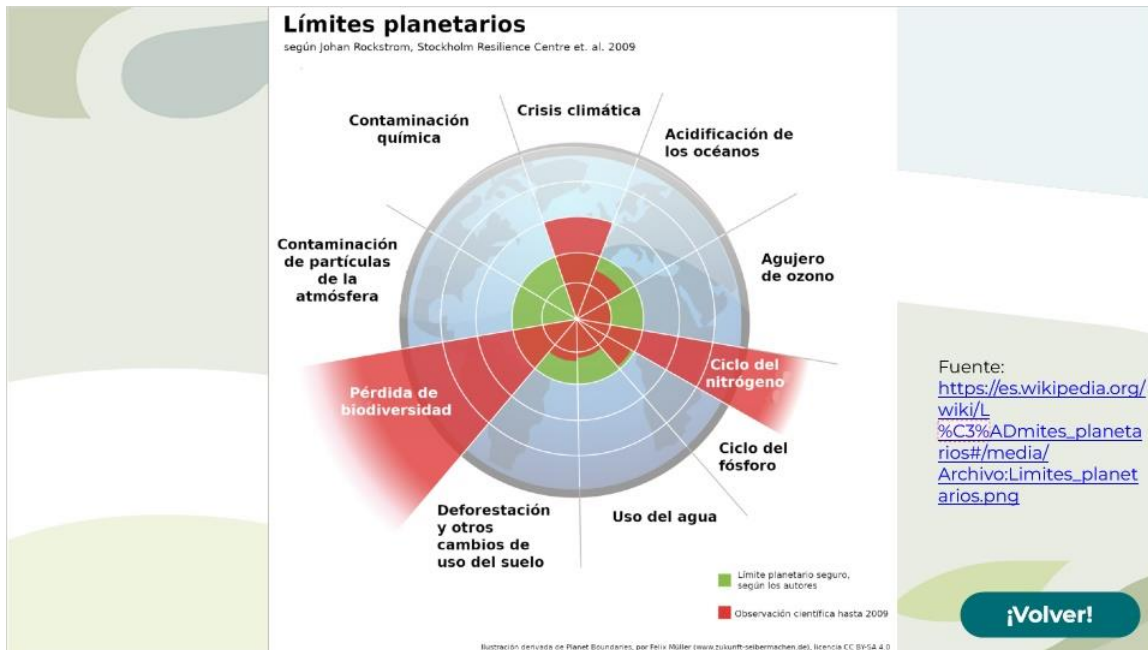 Límites planetarios
según Johan Rockstrom, Stockholm Resilience Centre et. al. 2009
Crisis climática
Contaminación
química
Acidificación de
los océanos
Contaminación
de partículas
de la
atmósfera
Agujero
de ozono
Pérdida de
biodiversidad
Ciclo del
nitrógeno
Ciclo del
fósforo
Deforestación
y otros
cambios de
uso del suelo
Uso del agua
Límite planetario seguro,
según los autores
Observación científica hasta 2009
Ilustración derivada de Planet Boundaries, por Felix Müller (www.zukunft-selbermachen.de), licencia CC BY-SA 4.0
Fuente:
https://es.wikipedia.org/
wiki/L
%C3%ADmites_planeta
rios#/media/
Archivo:Limites_planet
arios.png
¡Volver!